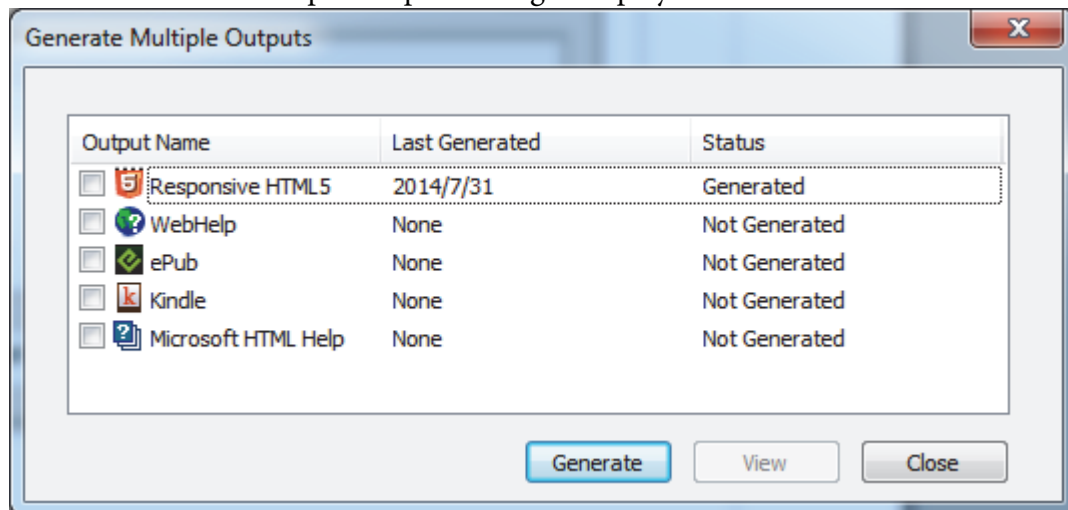 Generate Multiple Outputs
Output Name Last Generated Status
Responsive HTML5 2014/7/31 Generated
WebHelp None Not Generated
ePub None Not Generated
Kindle None Not Generated
Microsoft HTML Help None Not Generated
Generate View Close